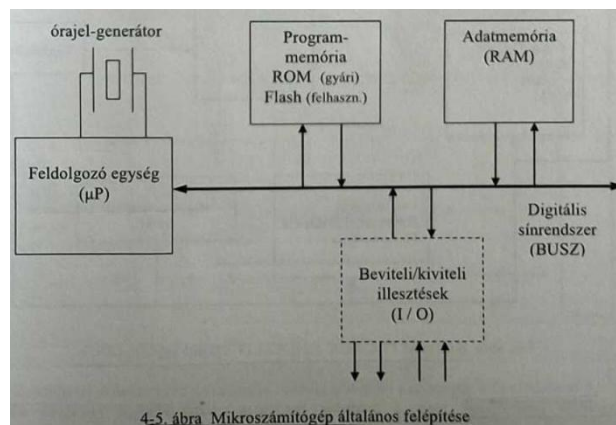 órajel-generátor
Program-
memória
ROM (gyári)
Flash (felhaszn.)
Adatmemória
(RAM)
Feldolgozó egység
(µP)
Digitális
sínrendszer
(BUSZ)
Beviteli/kiviteli
illesztések
(I / O)
4-5. ábra Mikroszámítógép általános felépítése